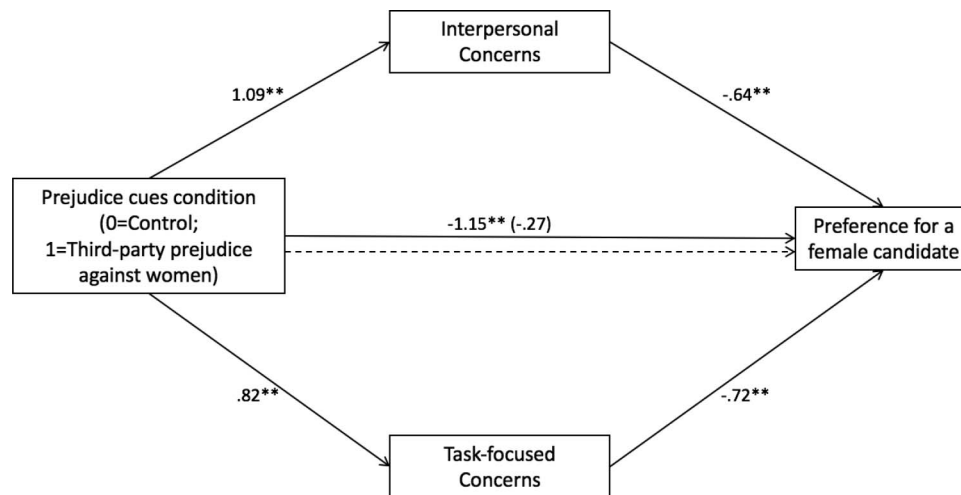 Interpersonal
Concerns
1.09**
-.64**
Prejudice cues condition
(0=Control;
1=Third-party prejudice
against women)
-1.15** (-.27)
Preference for a
female candidate
.82**
-.72**
Task-focused
Concerns